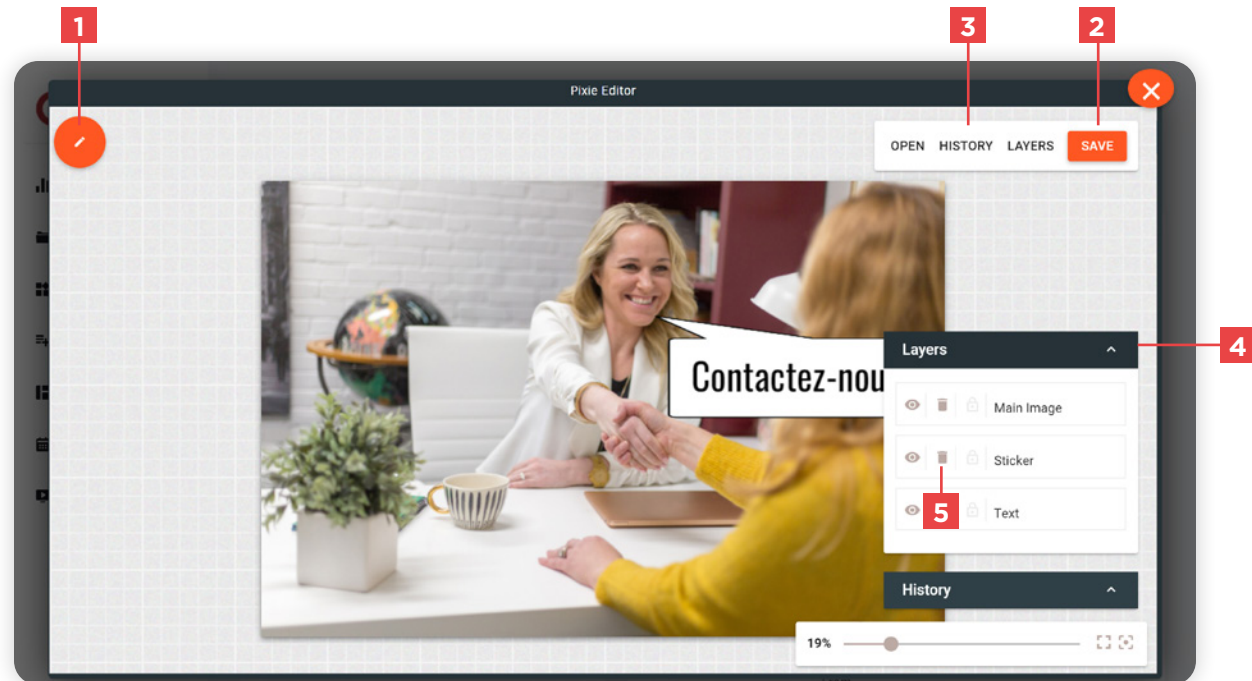 1
3
2
Pixie Editor
OPEN HISTORY LAYERS SAVE
Contactez-nou
Layers
4
Main Image
Sticker
5
Text
History
19%